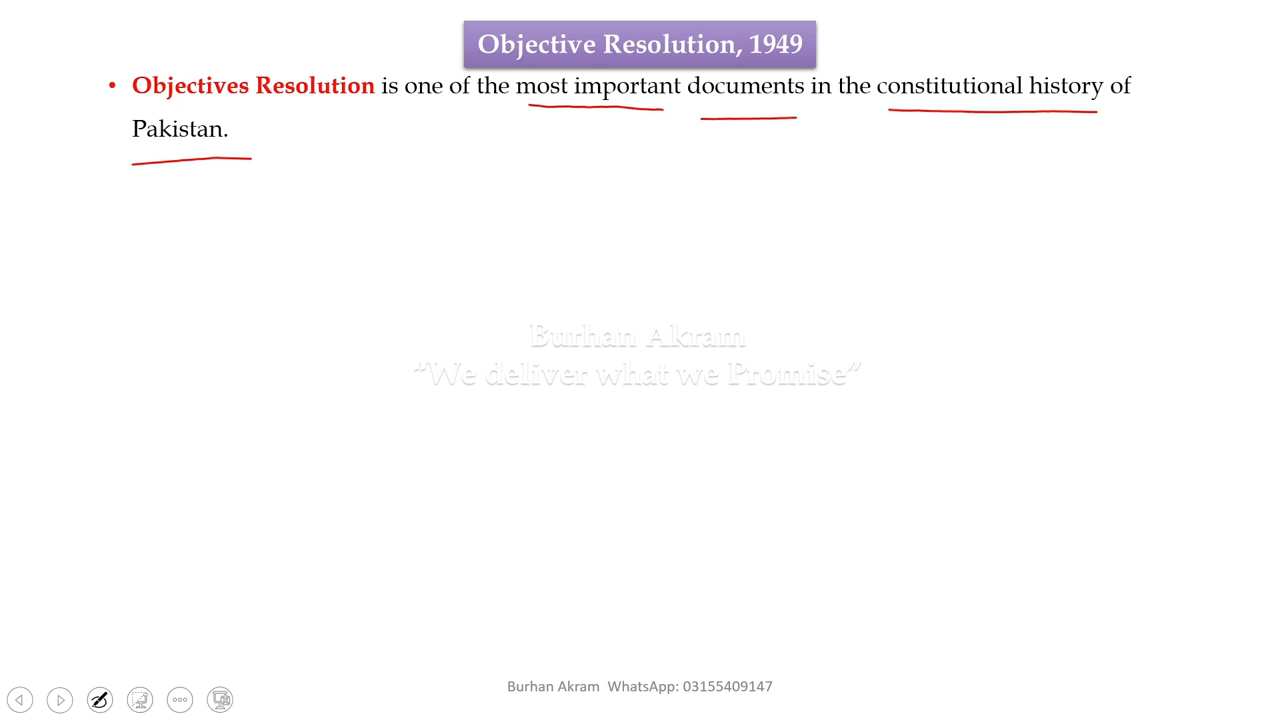 Objective Resolution, 1949
• Objectives Resolution is one of the most important documents in the constitutional history of
Pakistan.
Burhan Akram
“We deliver what we Promise”
Burhan Akram WhatsApp: 03155409147